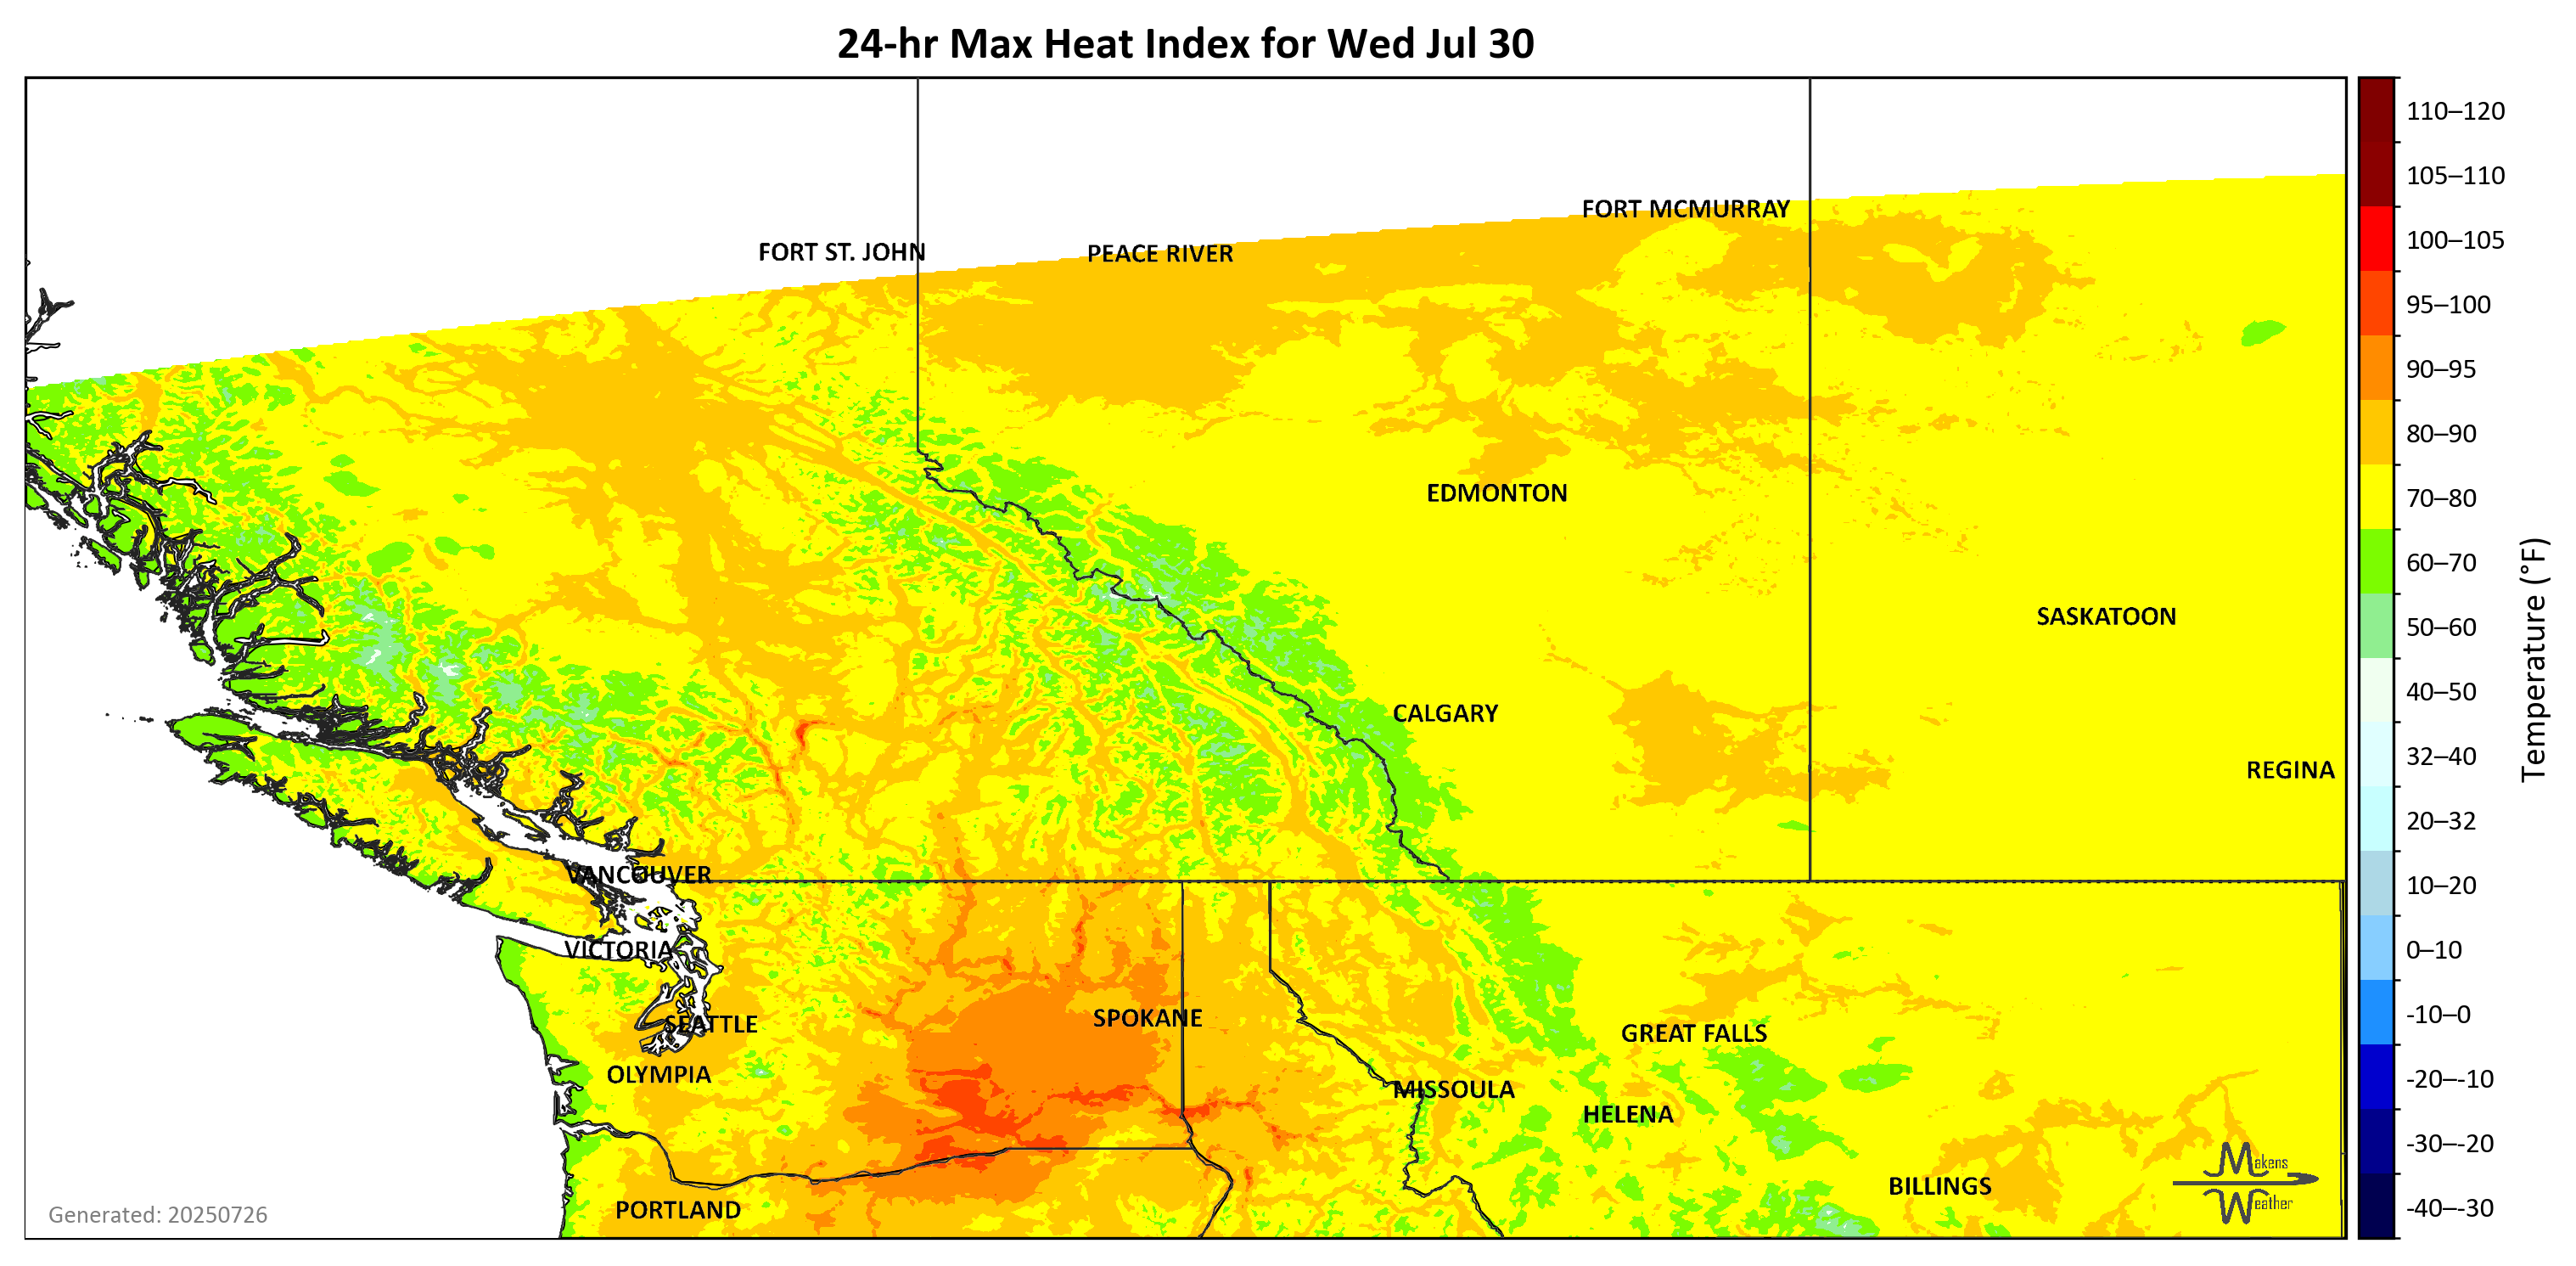 24-hr Max Heat Index for Wed Jul 30
FORT MCMURRAY
FORT ST. JOHN
PEACE RIVER
EDMONTON
SASKATOON
CALGARY
REGINA
VANCOUVER
VICTORIA
SPOKANE
SEATTLE
GREAT FALLS
OLYMPIA
MISSOULA
HELENA
BILLINGS
PORTLAND
Makens
Weather
Generated: 20250726
110–120
105–110
100–105
95–100
90–95
80–90
70–80
60–70
50–60
40–50
32–40
20–32
10–20
0–10
-10–0
-20–-10
-30–-20
-40–-30
Temperature (°F)